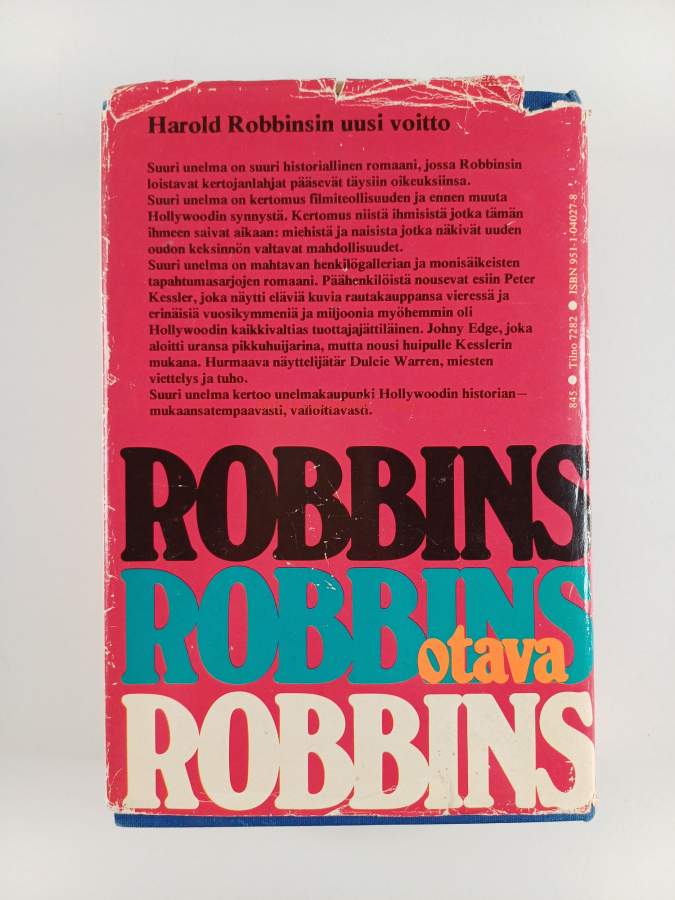 Harold Robbinsin uusi voitto
Suuri unelma on suuri historiallinen romaani, jossa Robbinsin
loistavat kertojanlahjat pääsevät täysiin oikeuksiinsa.
Suuri unelma on kertomus filmiteollisuuden ja ennen muuta
Hollywoodin synnystä. Kertomus niistä ihmisistä jotka tämän
ihmeen saivat aikaan: miehistä ja naisista jotka näkivät uuden
oudon keksinnön valtavat mahdollisuudet.
Suuri unelma on mahtavan henkilögallerian ja monisäikeisten
tapahtumasarjojen romaani. Päähenkilöistä nousevat esiin Peter
Kessler, joka näytti eläviä kuvia rautakauppansa vieressä ja
erinäisiä vuosikymmeniä ja miljoonia myöhemmin oli
Hollywoodin kaikkivaltias tuottajajättiläinen. Johny Edge, joka
aloitti uransa pikkuhuijarina, mutta nousi huipulle Kesslerin
mukana. Hurmaava näyttelijätär Dulcie Warren, miesten
viettelys ja tuho.
Suuri unelma kertoo unelmakaupunki Hollywoodin historian—
mukaansatempaavasti, vanoittavasti.
845 ● Tilno 7282 ● ISBN 951-1-04027-8
ROBBINS
ROBBINS
otava
ROBBINS